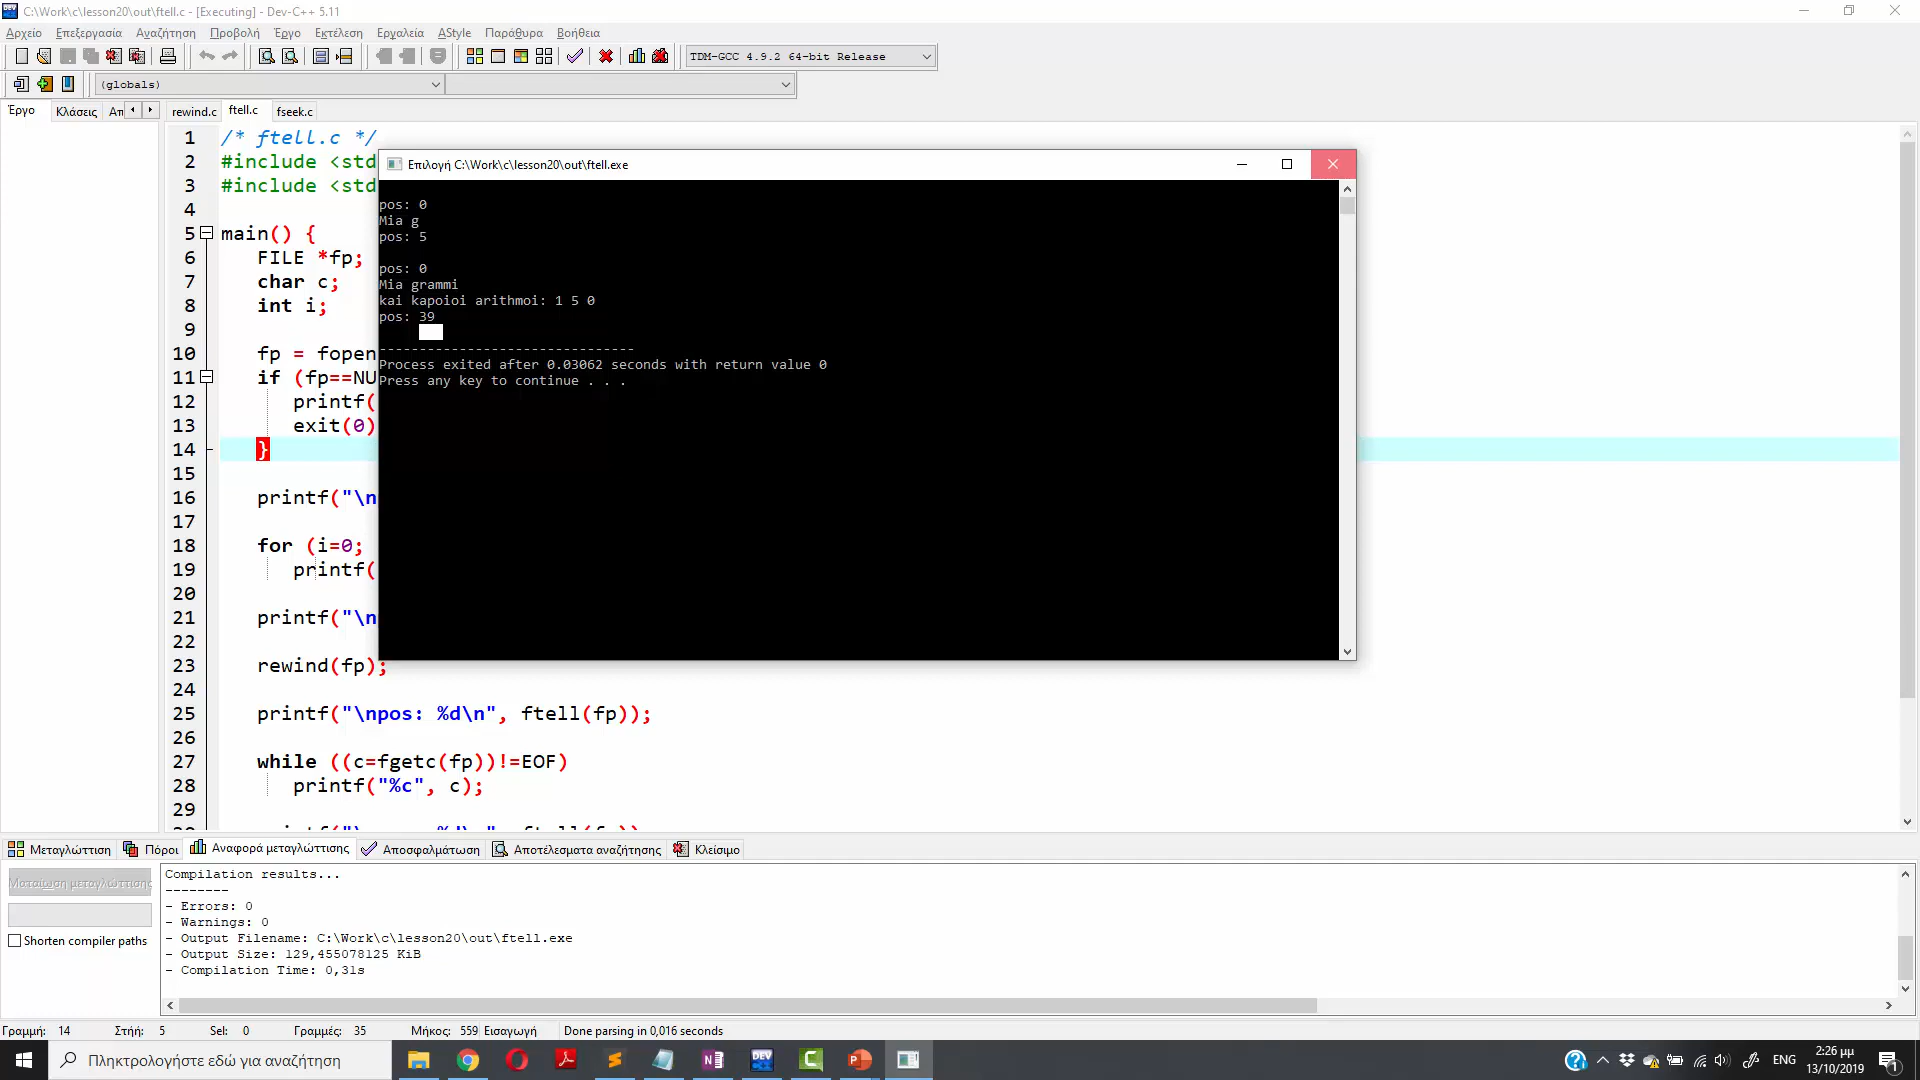 C:\Work\c\lesson20\out\ftell.c - [Executing] - Dev-C++ 5.11
Αρχείο Επεξεργασία Αναζήτηση Προβολή Έργο Εκτέλεση Εργαλεία AStyle Παράθυρα Βοήθεια
TDM-GCC 4.9.2 64-bit Release
(globals)
Έργο Κλάσεις Απ rewind.c ftell.c fseek.c
1 /* ftell.c */
2 #include <std
3 #include <std
4
5 main() {
6 FILE *fp;
7 char c;
8 int i;
9
10 fp = fopen
11 if (fp==NU
12 printf(
13 exit(0)
14 }
15
16 printf("\n
17
18 for (i=0;
19 printf(
20
21 printf("\n
22
23 rewind(fp);
24
25 printf("\npos: %d\n", ftell(fp));
26
27 while ((c=fgetc(fp))!=EOF)
28 printf("%c", c);
29
Επιλογή C:\Work\c\lesson20\out\ftell.exe
pos: 0
Mia g
pos: 5
pos: 0
Mia grammi
kai kapoioi arithmoi: 1 5 0
pos: 39
--------------------------------
Process exited after 0.03062 seconds with return value 0
Press any key to continue . . .
Μεταγλώττιση Πόροι Αναφορά μεταγλώττισης Αποσφαλμάτωση Αποτέλεσματα αναζήτησης Κλείσιμο
Ματαίωση μεταγλώττισης
Shorten compiler paths
Compilation results...
--------
- Errors: 0
- Warnings: 0
- Output Filename: C:\Work\c\lesson20\out\ftell.exe
- Output Size: 129,455078125 KiB
- Compilation Time: 0,31s
Γραμμή: 14 Στήή: 5 Sel: 0 Γραμμές: 35 Μήκος: 559 Εισαγωγή Done parsing in 0,016 seconds
Πληκτρολογήστε εδώ για αναζήτηση
ENG
2:26 μμ
13/10/2019